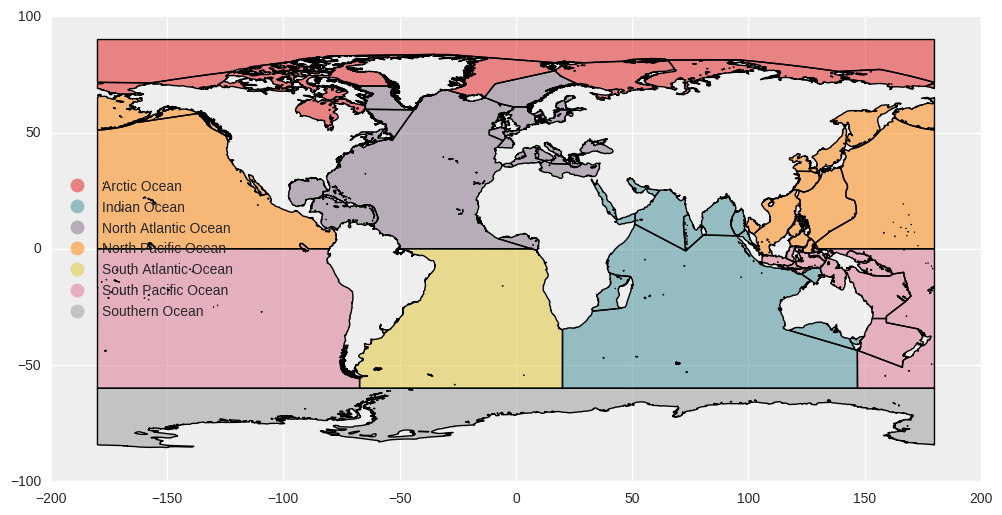 100
50
0
−50
−100
Arctic Ocean
Indian Ocean
North Atlantic Ocean
North Pacific Ocean
South Atlantic Ocean
South Pacific Ocean
Southern Ocean
−200
−150
−100
−50
0
50
100
150
200